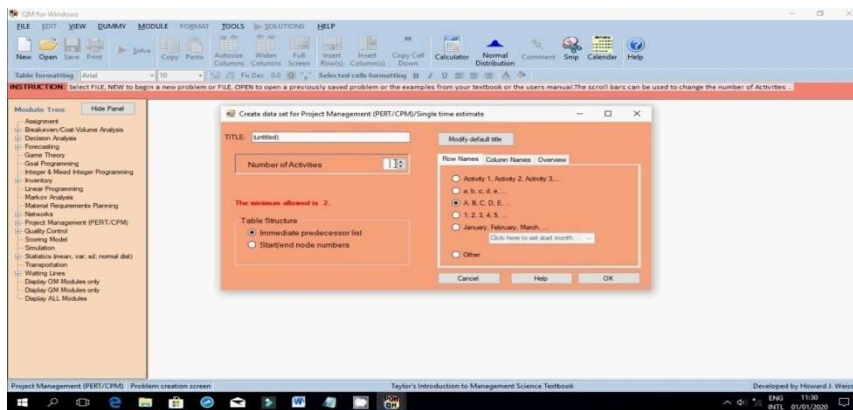 QM for Windows
FILE EDIT VIEW DUMMY MODULE FORMAT TOOLS SOLUTIONS HELP
New Open Save Print Solve Copy Paste Autosize Columns Widen Columns Full Screen Insert Row(s) Insert Column(s) Copy Cell Down Calculator Normal Distribution Comment Snip Calendar Help
Table formatting Arial 10 Fix Dec 0.0 Selected cells formatting B I U
INSTRUCTION: Select FILE, NEW to begin a new problem or FILE, OPEN to open a previously saved problem or the examples from your textbook or the users manual. The scroll bars can be used to change the number of Activities
Module Tree Hide Panel
Assignment
Breakeven/Cost-Volume Analysis
Decision Analysis
Forecasting
Game Theory
Goal Programming
Integer & Mixed Integer Programming
Inventory
Linear Programming
Markov Analysis
Material Requirements Planning
Networks
Project Management (PERT/CPM)
Quality Control
Scoring Model
Simulation
Statistics (mean, var, sd; normal dist)
Transportation
Waiting Lines
Display OM Modules only
Display QM Modules only
Display ALL Modules
Create data set for Project Management (PERT/CPM)/Single time estimate
TITLE: (untitled)
Modify default title
Number of Activities
The minimum allowed is 2.
Table Structure
Immediate predecessor list
Start/end node numbers
Row Names Column Names Overview
Activity 1, Activity 2, Activity 3,...
a, b, c, d, e, ...
A, B, C, D, E, ...
1, 2, 3, 4, 5, ...
January, February, March, ...
Click here to set start month
Other
Cancel Help OK
Project Management (PERT/CPM) Problem creation screen Taylor's Introduction to Management Science Textbook Developed by Howard J. Weiss
ENG 11:30
INTL 01/01/2020